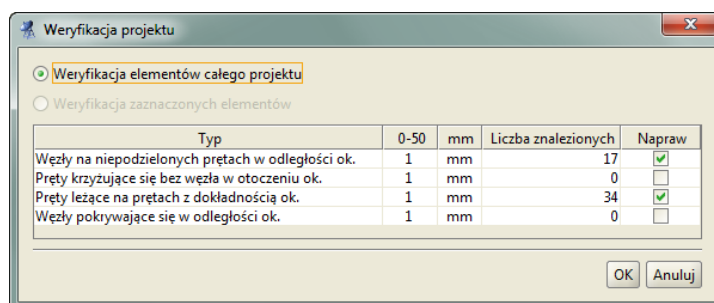 Weryfikacja projektu
Weryfikacja elementów całego projektu
Weryfikacja zaznaczonych elementów
Typ 0-50 mm Liczba znalezionych Napraw
Węzły na niepodzielonych prętach w odległości ok. 1 mm 17
Pręty krzyżujące się bez węzła w otoczeniu ok. 1 mm 0
Pręty leżące na prętach z dokładnością ok. 1 mm 34
Węzły pokrywające się w odległości ok. 1 mm 0
OK Anuluj